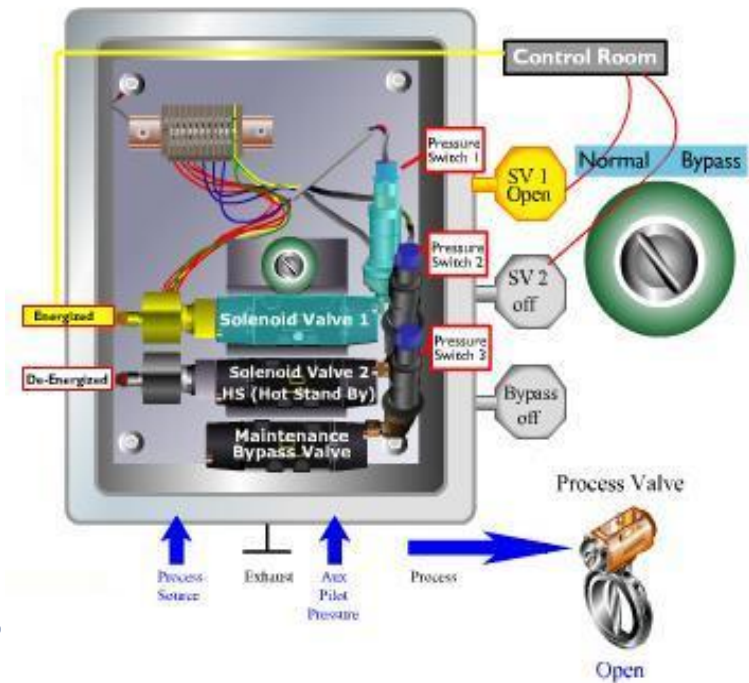 Control Room
Pressure
Switch 1
Normal Bypass
SV 1
Open
Pressure
Switch 2
SV 2
off
Energized
Solenoid Valve 1
Pressure
Switch 3
De-Energized
Solenoid Valve 2
HS (Hot Stand By)
Bypass
off
Maintenance
Bypass Valve
Process Valve
Process
Source
Exhaust
Aux
Pilot
Pressure
Process
Open